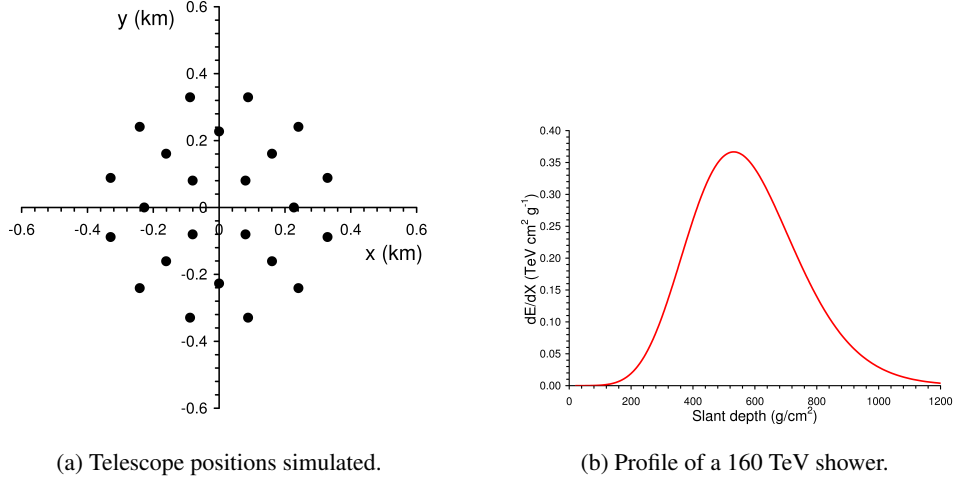 y (km)
0.6
0.4
0.2
0
-0.2
-0.4
-0.6
-0.6 -0.4 -0.2 0 0.2 0.4 0.6
x (km)
(a) Telescope positions simulated.
dE/dX (TeV cm² g⁻¹)
0.40
0.35
0.30
0.25
0.20
0.15
0.10
0.05
0.00
0 200 400 600 800 1000 1200
Slant depth (g/cm²)
(b) Profile of a 160 TeV shower.